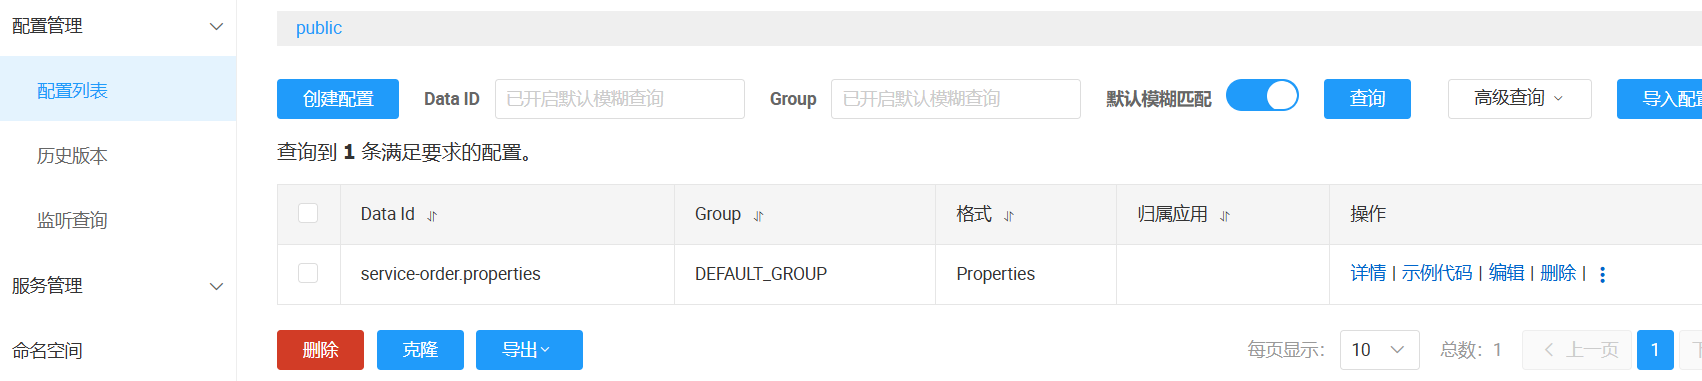 配置管理
public
配置列表
创建配置 Data ID 已开启默认模糊查询 Group 已开启默认模糊查询 默认模糊匹配 查询 高级查询 导入配置
历史版本
查询到 1 条满足要求的配置。
监听查询
Data Id Group 格式 归属应用 操作
service-order.properties DEFAULT_GROUP Properties 详情 | 示例代码 | 编辑 | 删除 |
服务管理
命名空间
删除 克隆 导出 每页显示: 10 总数: 1 上一页 1 下